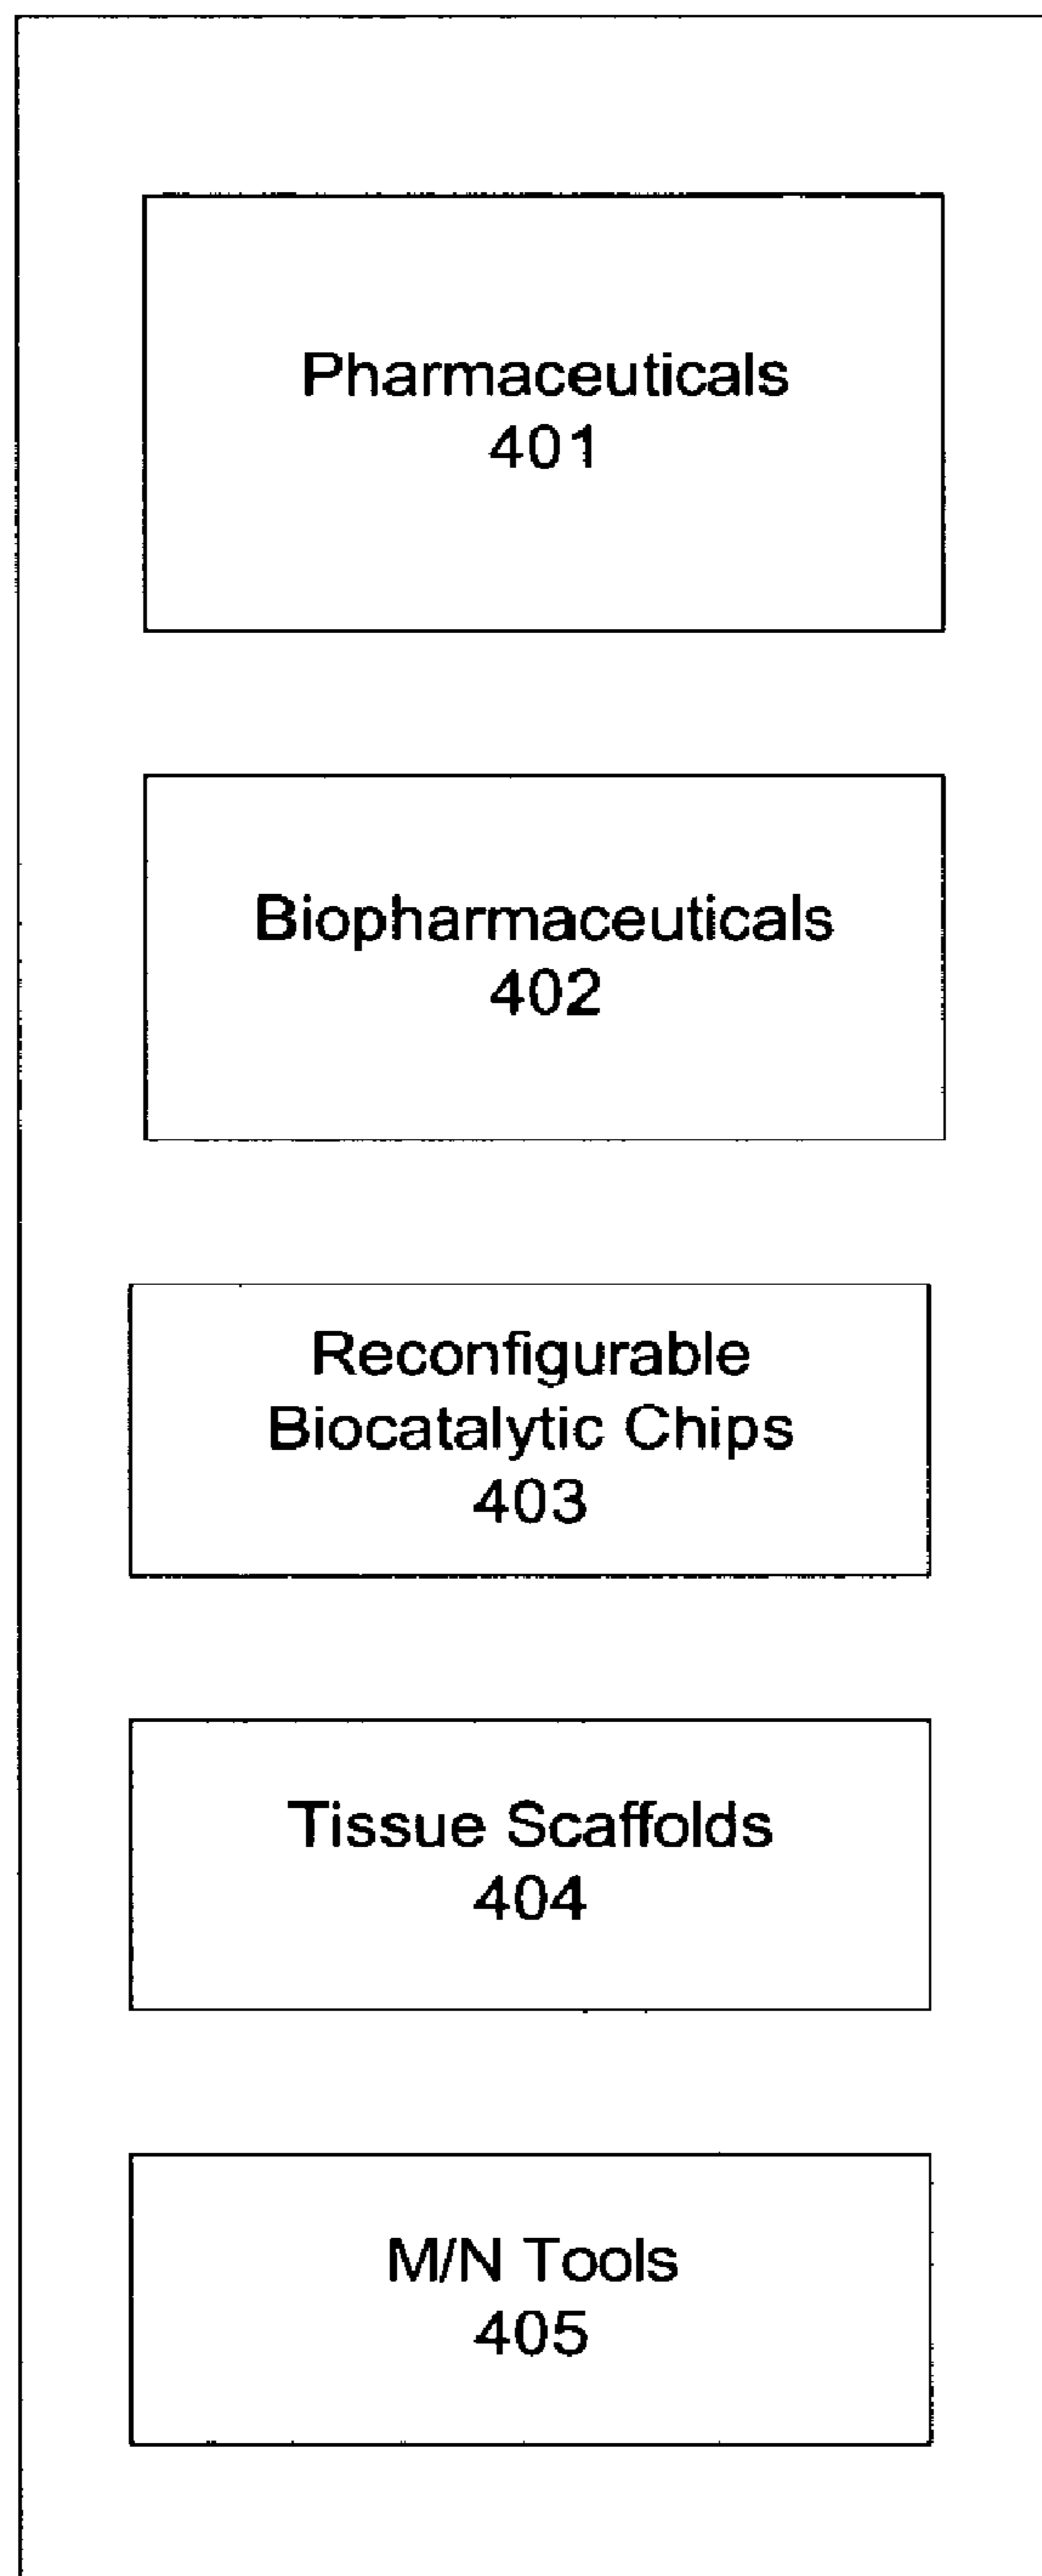 Pharmaceuticals
401
Biopharmaceuticals
402
Reconfigurable
Biocatalytic Chips
403
Tissue Scaffolds
404
M/N Tools
405